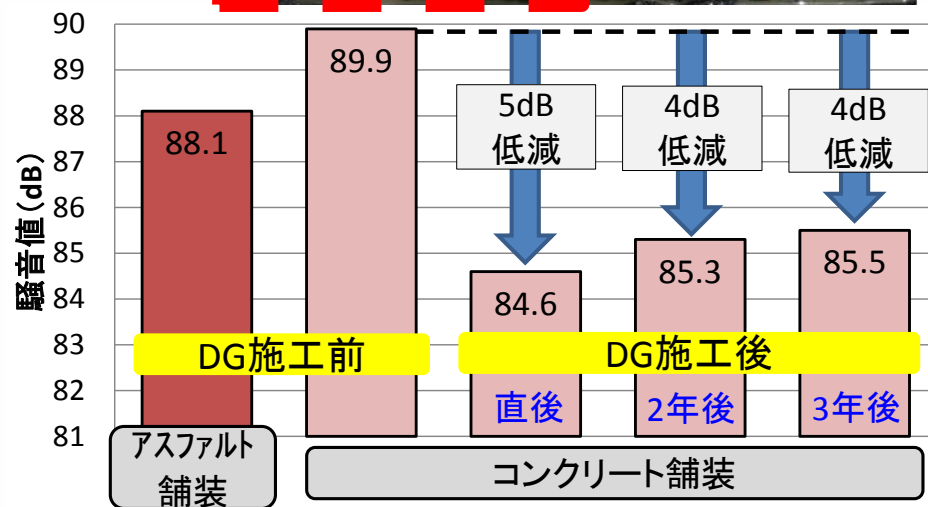 騒音値(dB)
90
89
88
87
86
85
84
83
82
81
88.1
89.9
84.6
85.3
85.5
5dB
低減
4dB
低減
4dB
低減
DG施工前
DG施工後
直後
2年後
3年後
アスファルト
舗装
コンクリート舗装